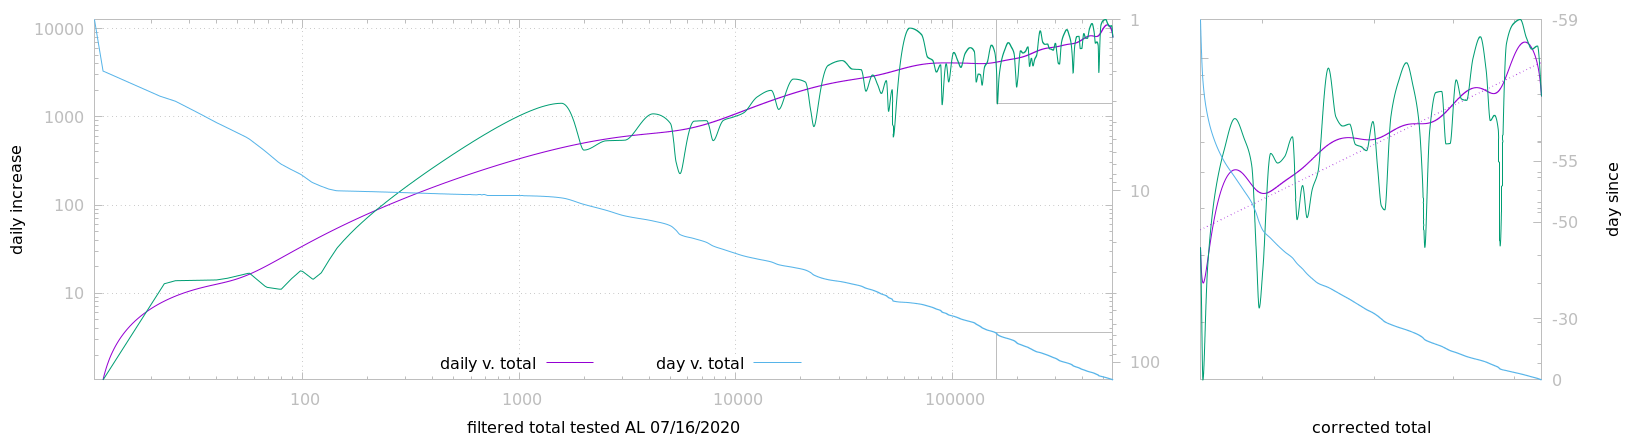 daily increase
10000
1000
100
10
100
1000
10000
100000
1
10
100
daily v. total
day v. total
filtered total tested AL 07/16/2020
-59
-55
-50
-30
0
day since
corrected total